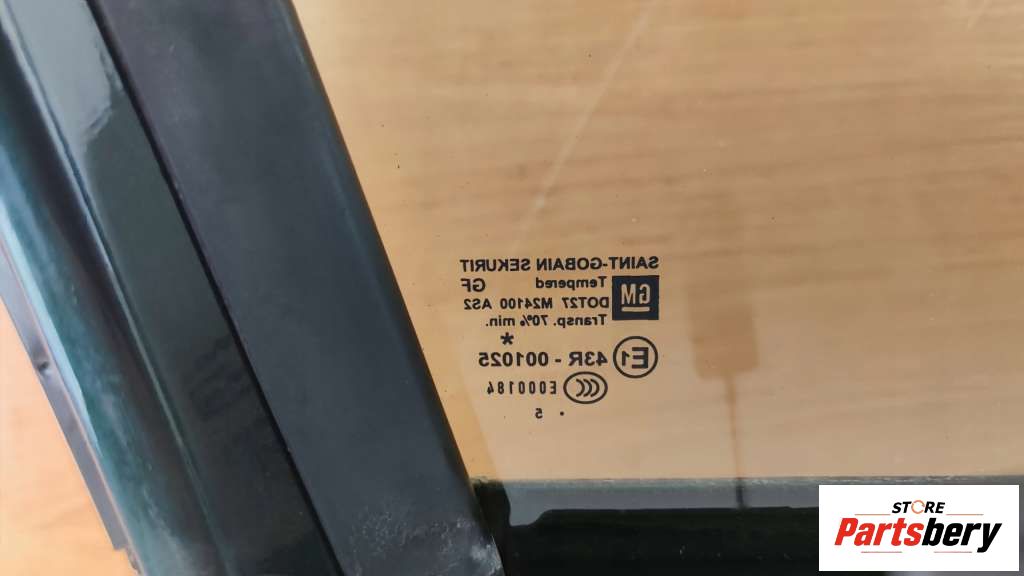 SAINT-GOBAIN SEKURIT
GM Tempered GF
DOT27 M24100 AS2
Transp. 70% min.
*
E1 43R - 001025
CCC E000184
5 .
STORE
Partsbery